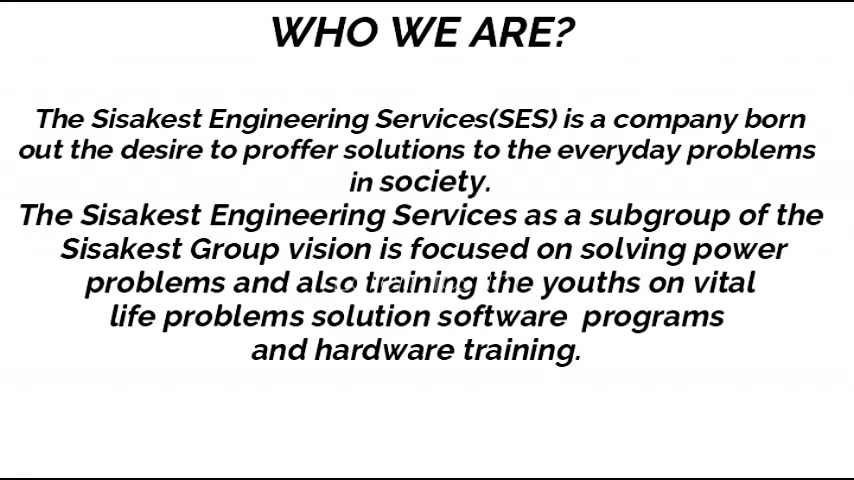 WHO WE ARE?
The Sisakest Engineering Services(SES) is a company born
out the desire to proffer solutions to the everyday problems
in society.
The Sisakest Engineering Services as a subgroup of the
Sisakest Group vision is focused on solving power
problems and also training the youths on vital
life problems solution software  programs
and hardware training.